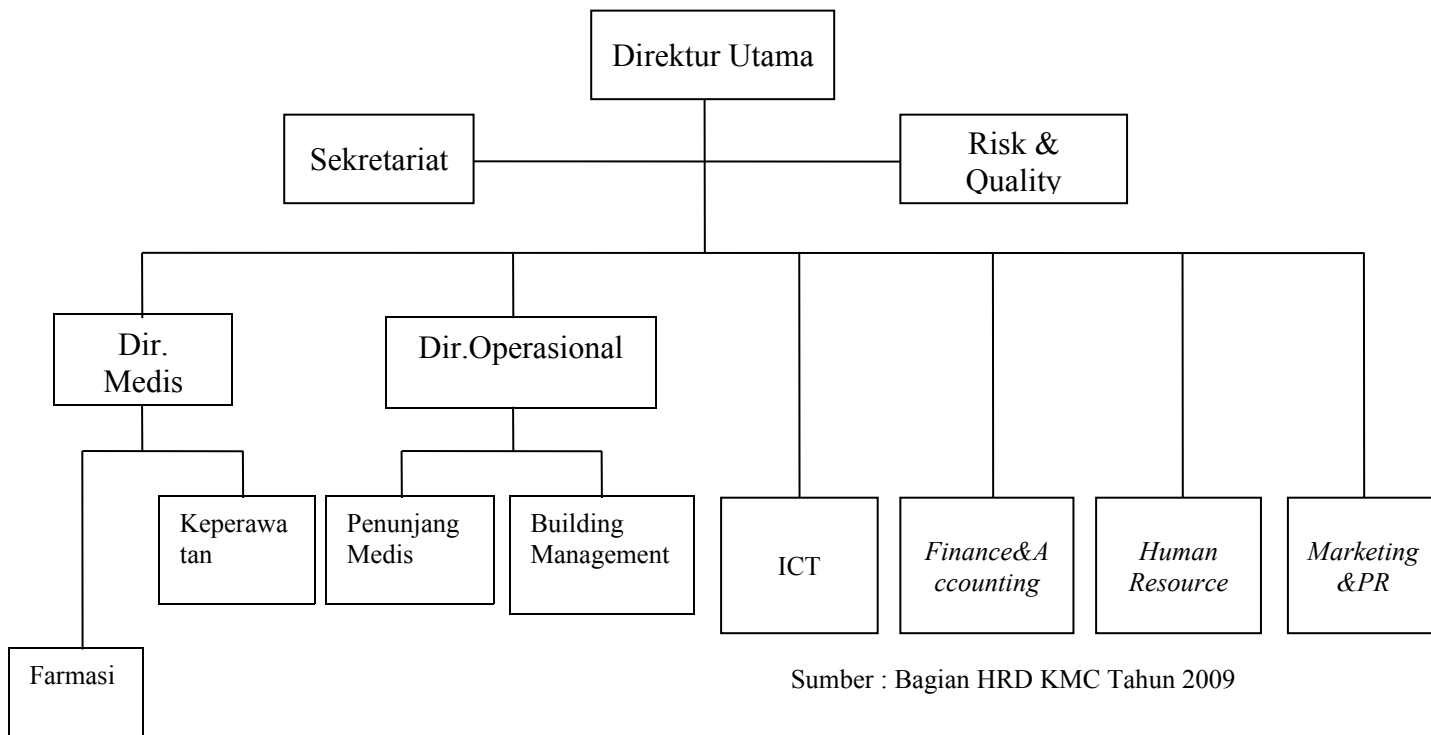 Direktur Utama
Sekretariat
Risk &
Quality
Dir.
Medis
Dir.Operasional
Keperawa
tan
Penunjang
Medis
Building
Management
ICT
Finance&A
ccounting
Human
Resource
Marketing
&PR
Farmasi
Sumber : Bagian HRD KMC Tahun 2009